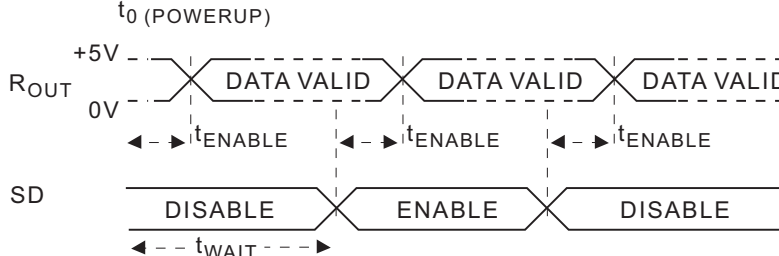 t0 (POWERUP)
+5V
ROUT DATA VALID DATA VALID DATA VALID
0V
tENABLE tENABLE tENABLE
SD DISABLE ENABLE DISABLE
tWAIT